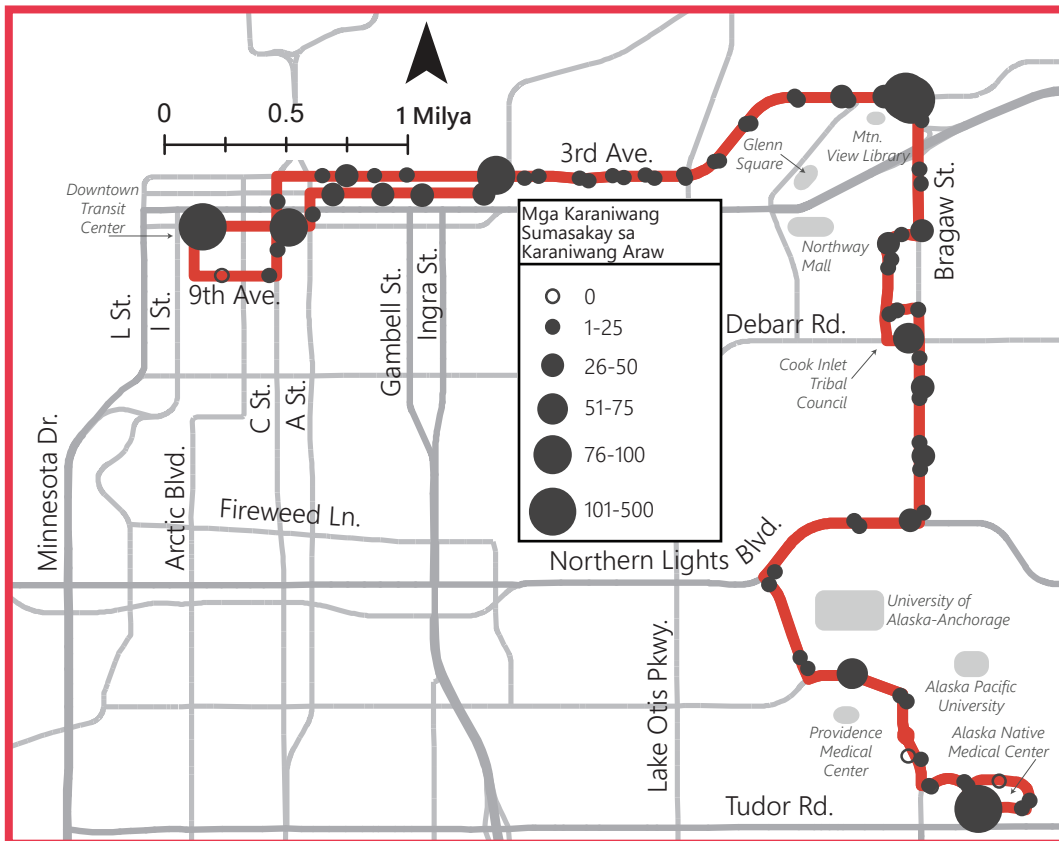 0
0.5
1 Milya
3rd Ave.
Glenn
Square
Mtn.
View Library
Downtown
Transit
Center
Mga Karaniwang
Sumasakay sa
Karaniwang Araw
0
1-25
26-50
51-75
76-100
101-500
Northway
Mall
Bragaw St.
9th Ave.
L St.
I St.
Gambell St.
Ingra St.
Debarr Rd.
Cook Inlet
Tribal
Council
C St.
A St.
Minnesota Dr.
Arctic Blvd.
Fireweed Ln.
Northern Lights Blvd.
University of
Alaska-Anchorage
Lake Otis Pkwy.
Alaska Pacific
University
Providence
Medical
Center
Alaska Native
Medical Center
Tudor Rd.